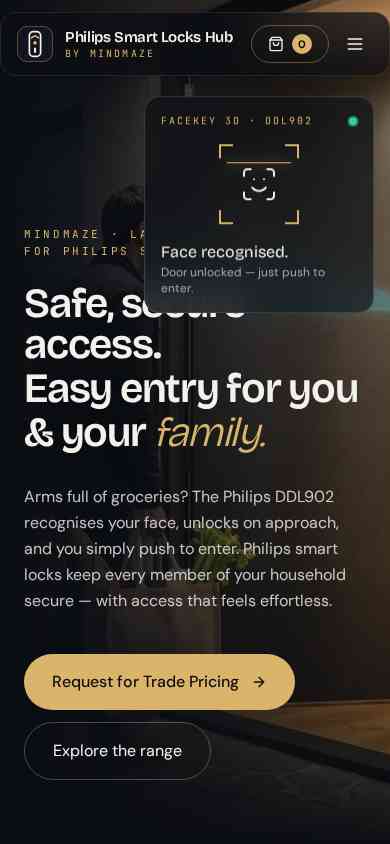 Philips Smart Locks Hub
BY MINDMAZE
0
FACEKEY 3D · DDL902
Face recognised.
Door unlocked — just push to
enter.
MINDMAZE · LA
FOR PHILIPS S
Safe, secure
access.
Easy entry for you
& your family.
Arms full of groceries? The Philips DDL902
recognises your face, unlocks on approach,
and you simply push to enter. Philips smart
locks keep every member of your household
secure — with access that feels effortless.
Request for Trade Pricing →
Explore the range